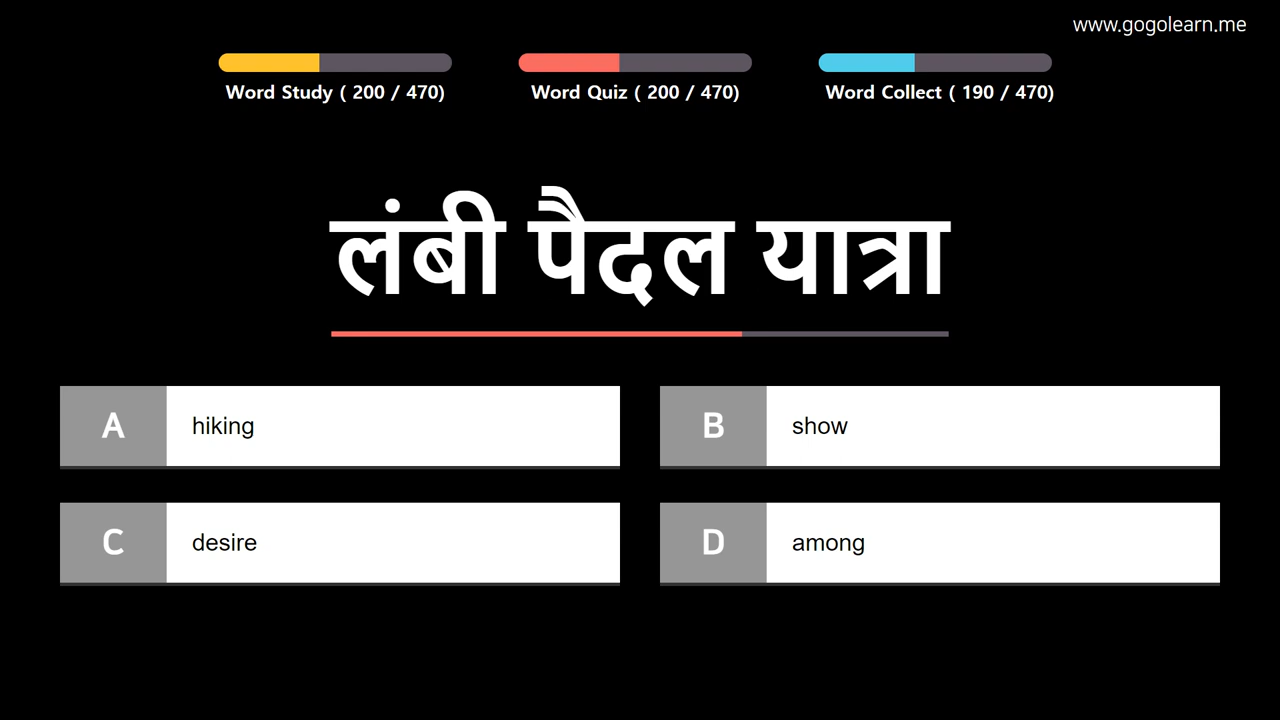 www.gogolearn.me
Word Study ( 200 / 470)
Word Quiz ( 200 / 470)
Word Collect ( 190 / 470)
लंबी पैदल यात्रा
A hiking
B show
C desire
D among